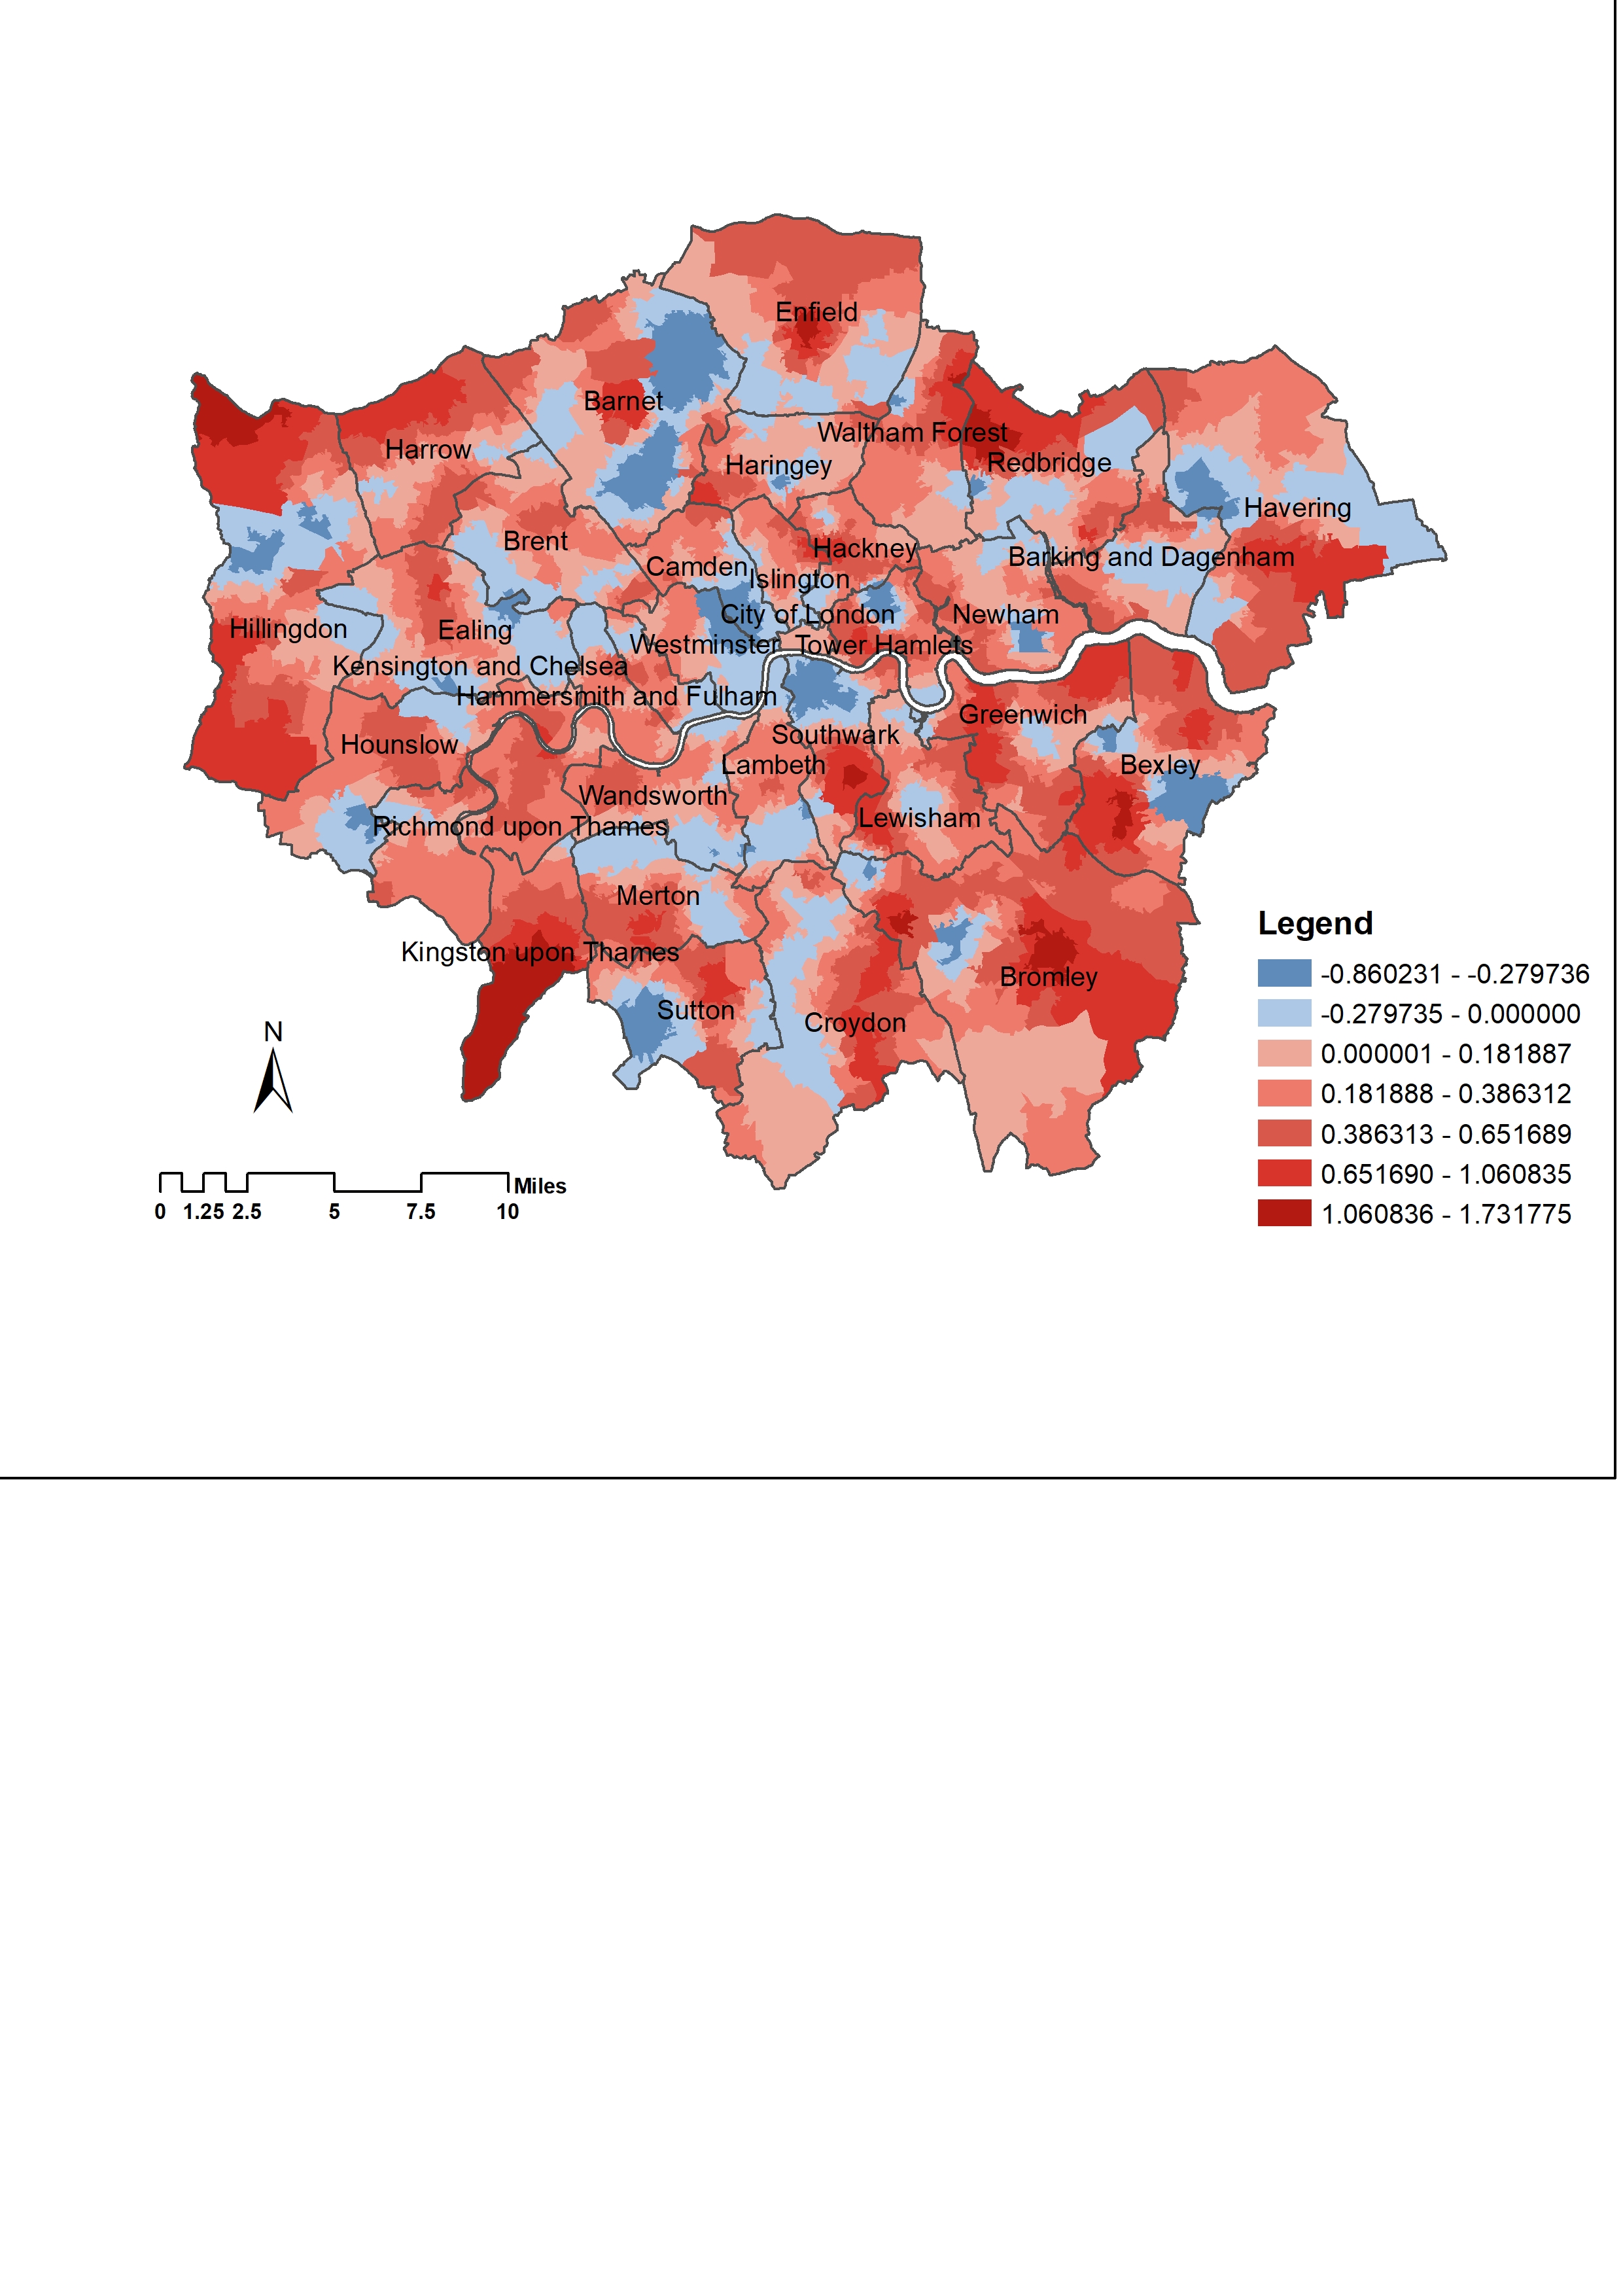 Enfield
Barnet
Waltham Forest
Harrow
Haringey
Redbridge
Havering
Brent
Hackney
Barking and Dagenham
Camden
Islington
City of London
Newham
Hillingdon
Ealing
Westminster
Tower Hamlets
Kensington and Chelsea
Hammersmith and Fulham
Greenwich
Southwark
Hounslow
Lambeth
Bexley
Wandsworth
Lewisham
Richmond upon Thames
Merton
Kingston upon Thames
Bromley
Sutton
Croydon
Legend
-0.860231 - -0.279736
-0.279735 - 0.000000
0.000001 - 0.181887
0.181888 - 0.386312
0.386313 - 0.651689
0.651690 - 1.060835
1.060836 - 1.731775
N
Miles
0 1.25 2.5 5 7.5 10